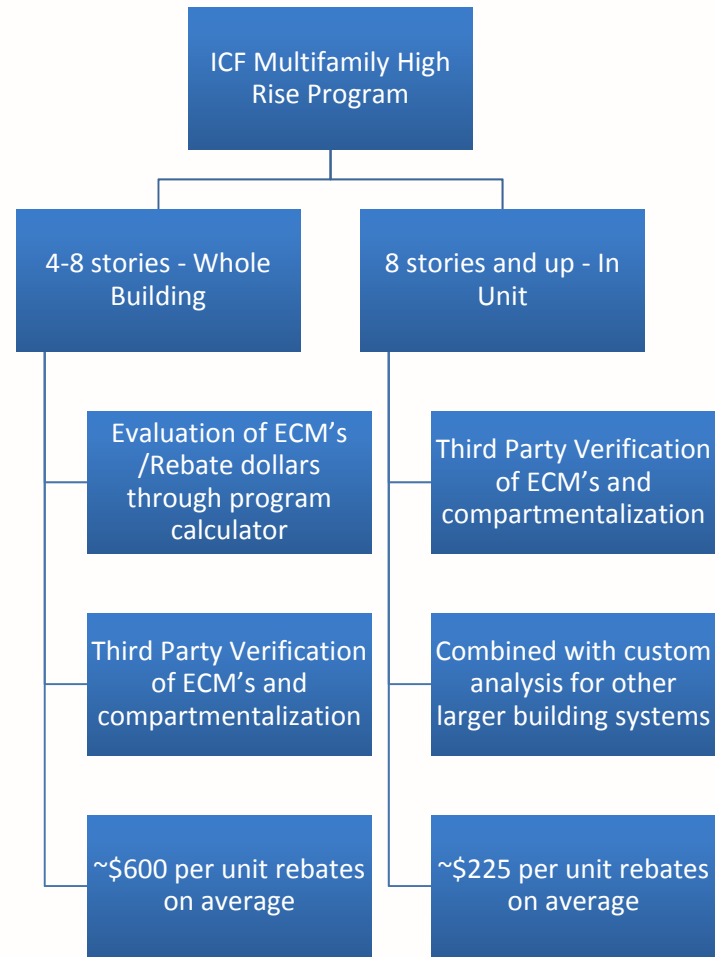 ICF Multifamily High
Rise Program
4-8 stories - Whole
Building
8 stories and up - In
Unit
Evaluation of ECM’s
/Rebate dollars
through program
calculator
Third Party Verification
of ECM’s and
compartmentalization
~$600 per unit rebates
on average
Third Party Verification
of ECM’s and
compartmentalization
Combined with custom
analysis for other
larger building systems
~$225 per unit rebates
on average